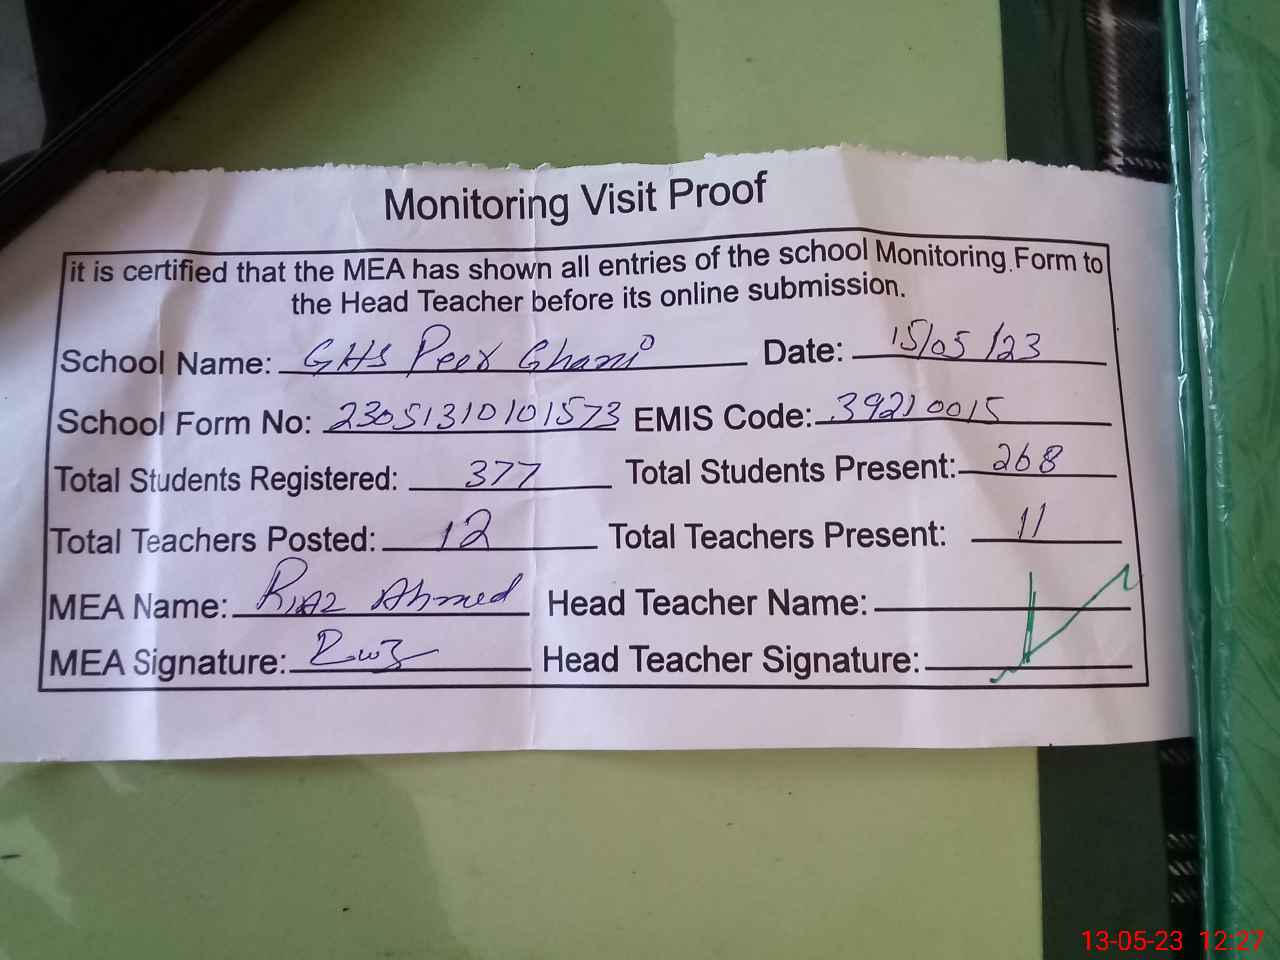 Monitoring Visit Proof
it is certified that the MEA has shown all entries of the school Monitoring Form to
the Head Teacher before its online submission.
School Name: GHS Peer Ghani Date: 15/05/23
School Form No: 2305131010573 EMIS Code: 39210015
Total Students Registered: 377 Total Students Present: 268
Total Teachers Posted: 12 Total Teachers Present: 11
MEA Name: Riaz Ahmed Head Teacher Name:
MEA Signature: Head Teacher Signature:
13-05-23 12:27